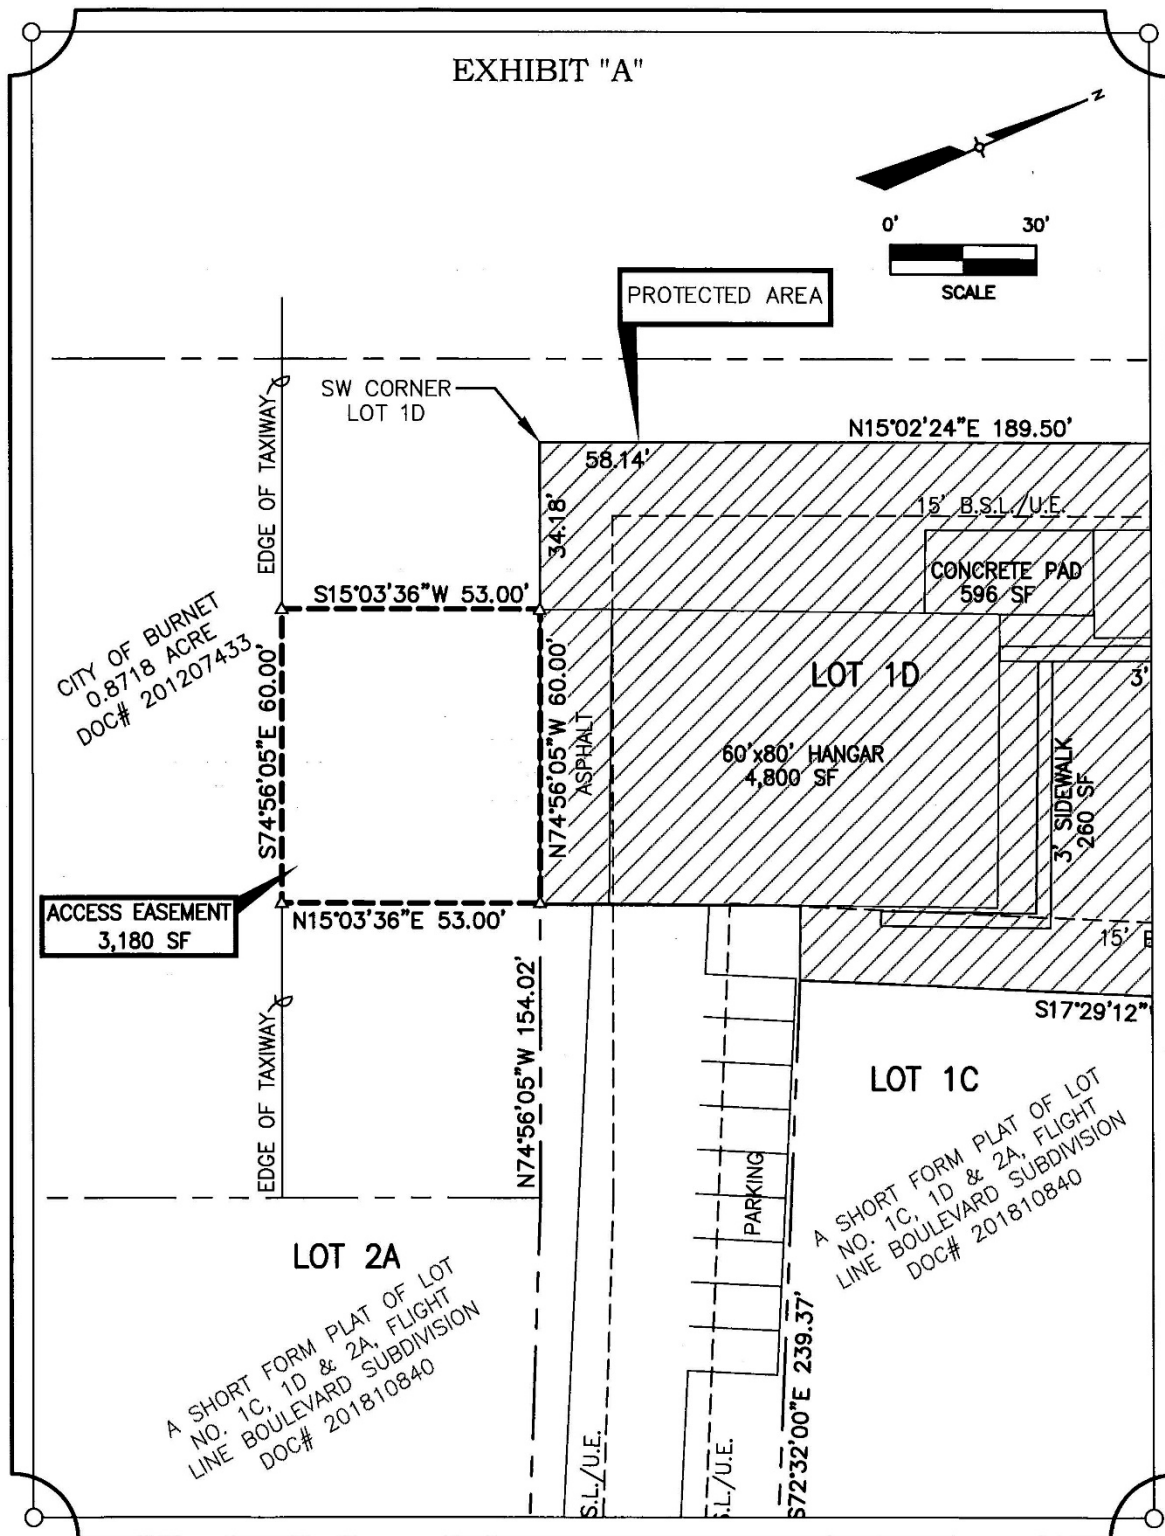 EXHIBIT "A"
N
0' 30'
SCALE
PROTECTED AREA
SW CORNER
LOT 1D
EDGE OF TAXIWAY
N15°02'24"E 189.50'
58.14'
34.18'
15' B.S.L./U.E.
CONCRETE PAD
596 SF
S15°03'36"W 53.00'
CITY OF BURNET
0.8718 ACRE
DOC# 201207433
S74°56'05"E 60.00'
N74°56'05"W 60.00'
ASPHALT
LOT 1D
3'
60'x80' HANGAR
4,800 SF
3' SIDEWALK
260 SF
ACCESS EASEMENT
3,180 SF
N15°03'36"E 53.00'
15'
S17°29'12"
EDGE OF TAXIWAY
N74°56'05"W 154.02'
LOT 1C
A SHORT FORM PLAT OF LOT
NO. 1C, 1D & 2A, FLIGHT
LINE BOULEVARD SUBDIVISION
DOC# 201810840
PARKING
LOT 2A
A SHORT FORM PLAT OF LOT
NO. 1C, 1D & 2A, FLIGHT
LINE BOULEVARD SUBDIVISION
DOC# 201810840
S72°32'00"E 239.37'
S.L./U.E.
.L./U.E.